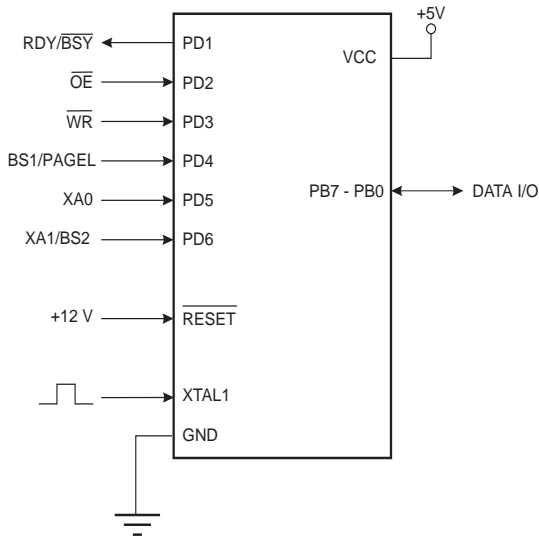 +5V
RDY/BSY
PD1
VCC
OE
PD2
WR
PD3
BS1/PAGEL
PD4
PB7 - PB0
DATA I/O
XA0
PD5
XA1/BS2
PD6
+12 V
RESET
XTAL1
GND